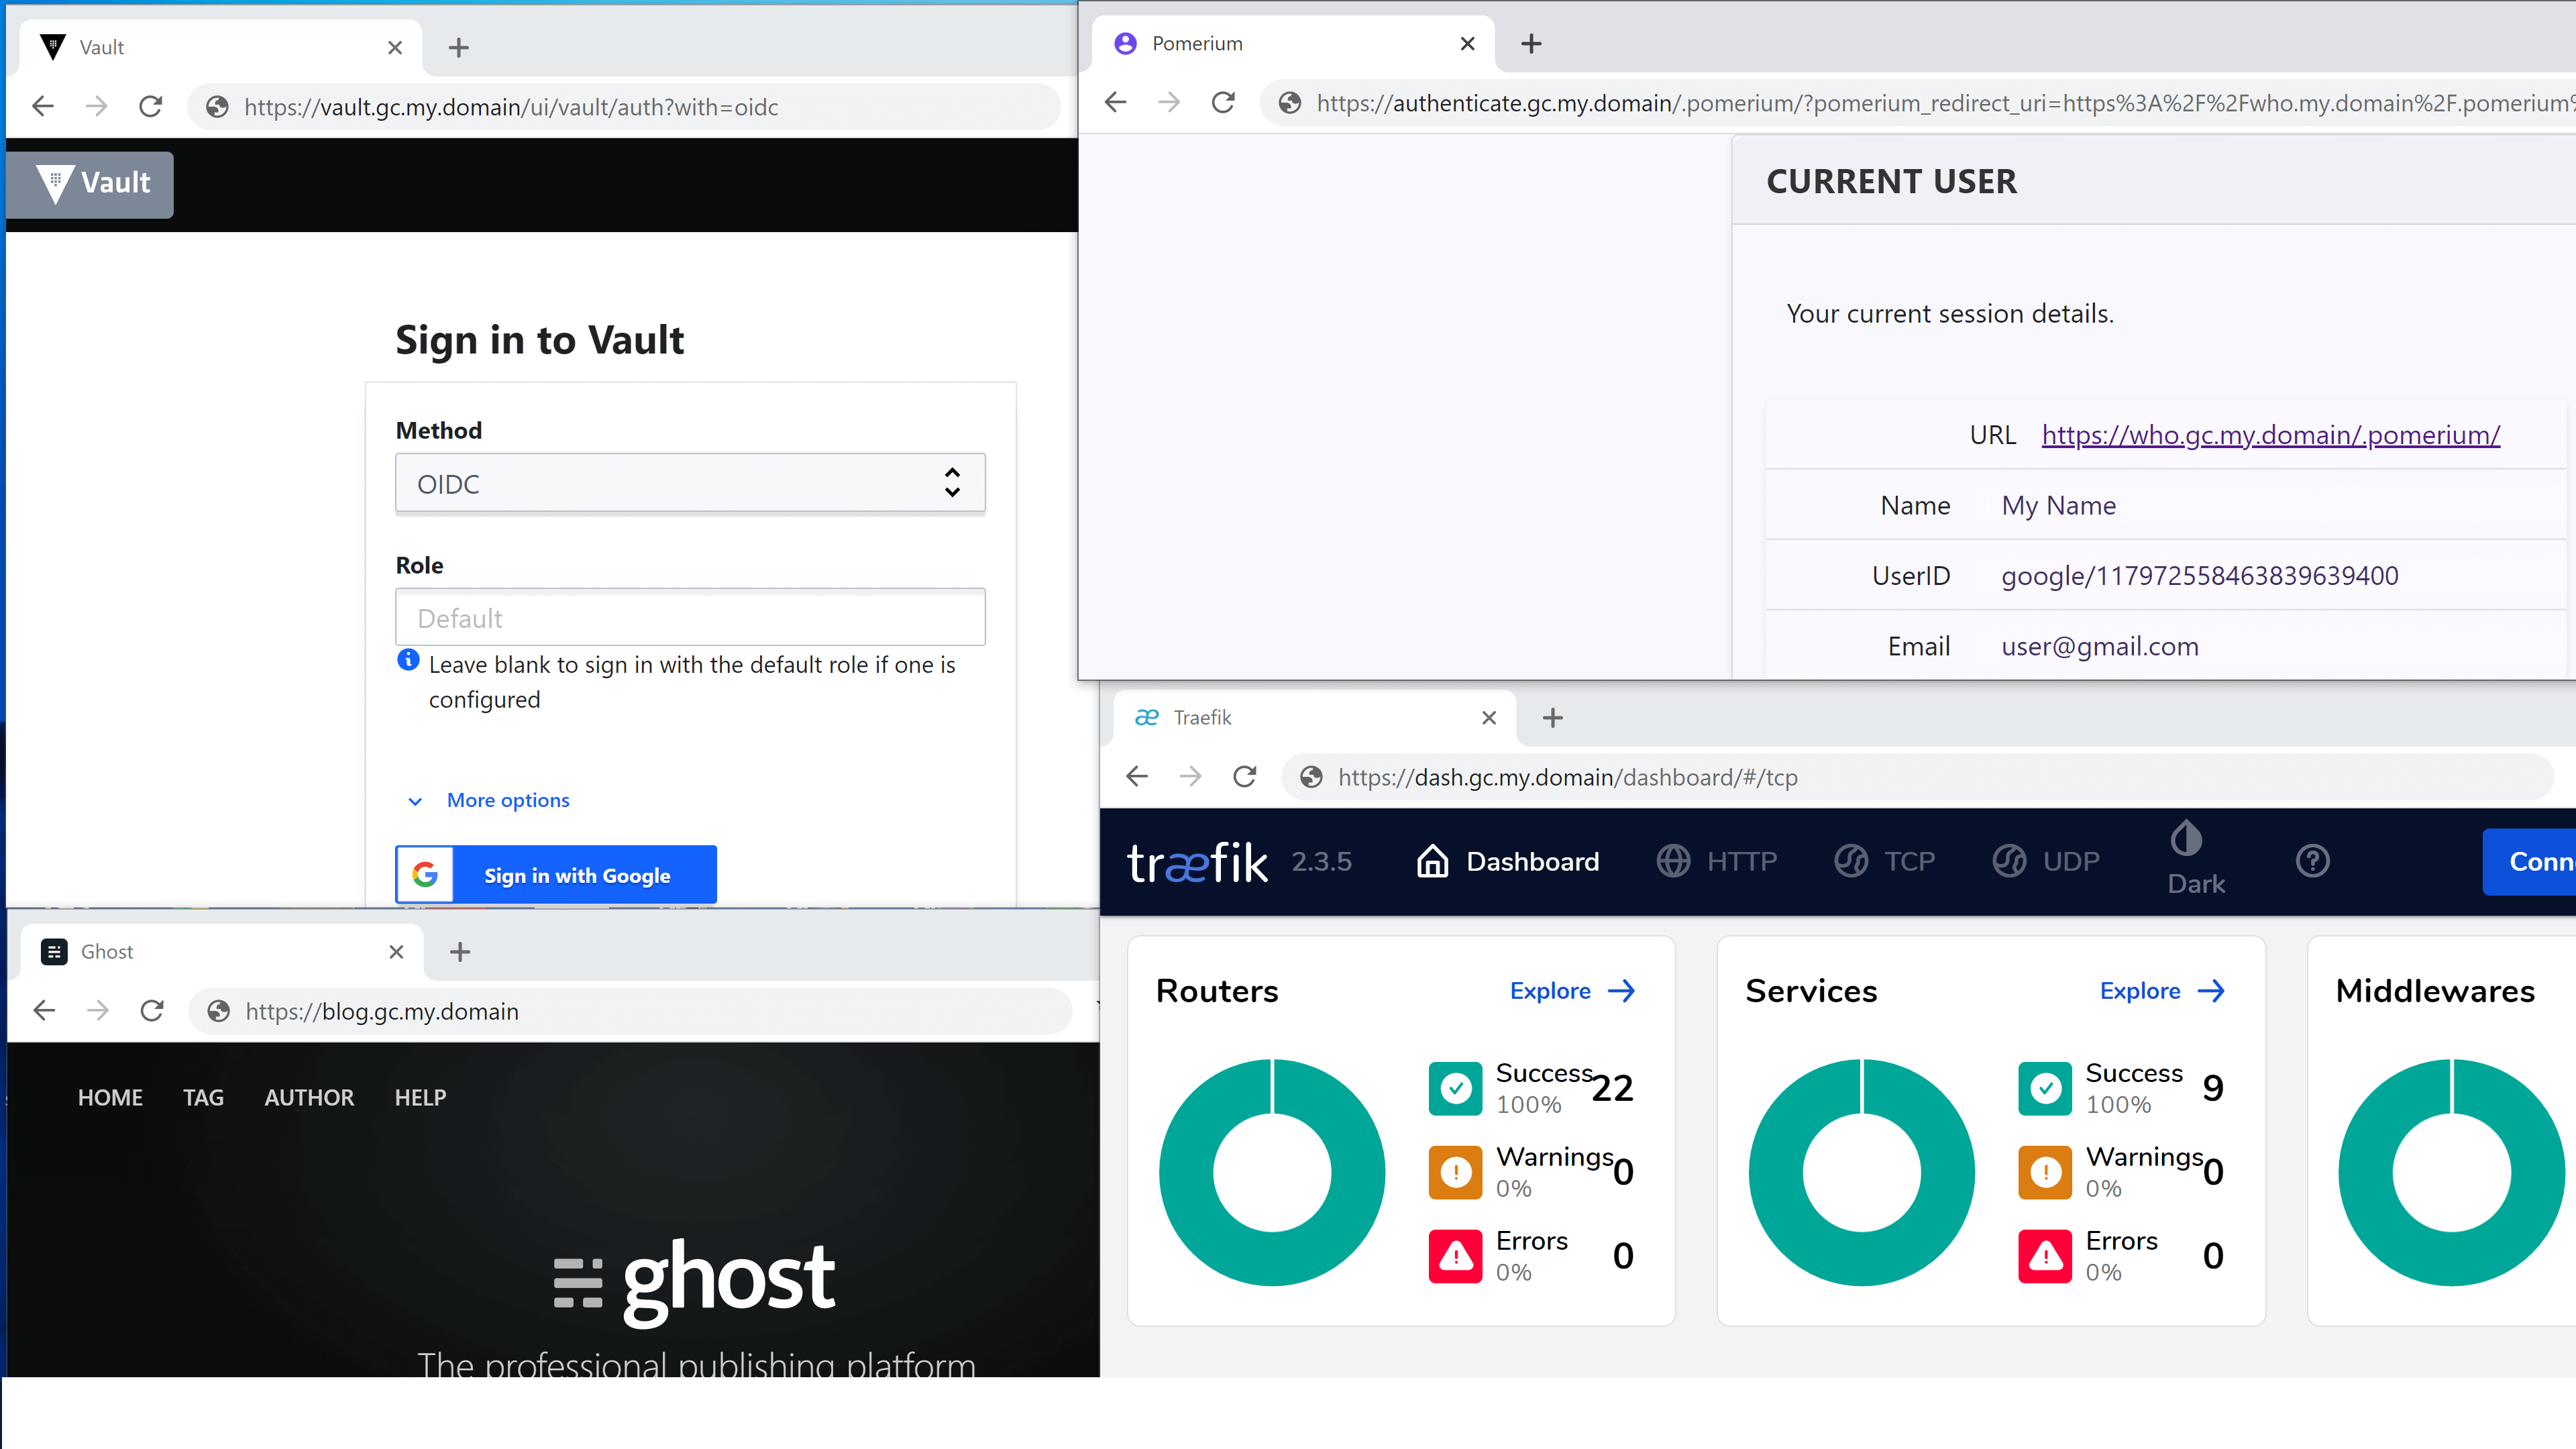 Vault
https://vault.gc.my.domain/ui/vault/auth?with=oidc
Vault
Sign in to Vault
Method
OIDC
Role
Default
Leave blank to sign in with the default role if one is
configured
More options
Sign in with Google
Pomerium
https://authenticate.gc.my.domain/.pomerium/?pomerium_redirect_uri=https%3A%2F%2Fwho.my.domain%2F.pomerium%
CURRENT USER
Your current session details.
URL https://who.gc.my.domain/.pomerium/
Name My Name
UserID google/117972558463839639400
Email user@gmail.com
Ghost
https://blog.gc.my.domain
HOME TAG AUTHOR HELP
ghost
The professional publishing platform
Traefik
https://dash.gc.my.domain/dashboard/#/tcp
træfik 2.3.5 Dashboard HTTP TCP UDP Dark Conn
Routers Explore
Success 22
100%
Warnings 0
0%
Errors 0
0%
Services Explore
Success 9
100%
Warnings 0
0%
Errors 0
0%
Middlewares